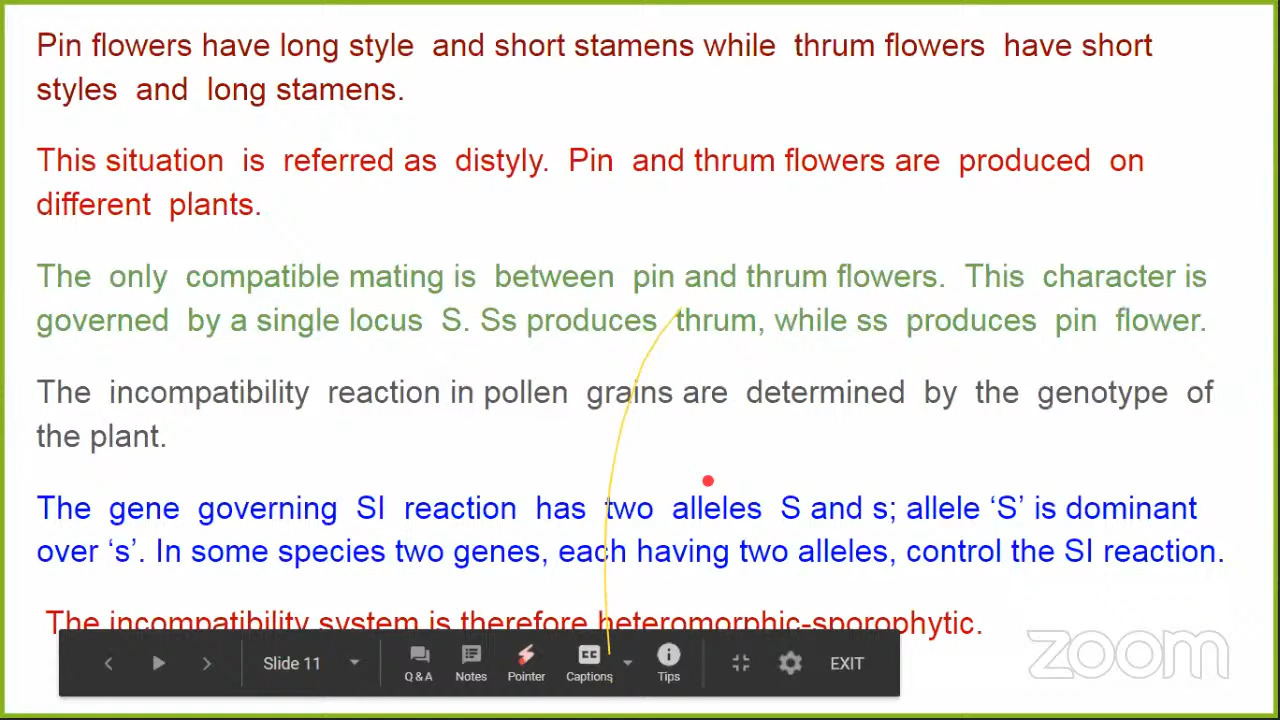 Pin flowers have long style and short stamens while thrum flowers have short
styles and long stamens.
This situation is referred as distyly. Pin and thrum flowers are produced on
different plants.
The only compatible mating is between pin and thrum flowers. This character is
governed by a single locus S. Ss produces thrum, while ss produces pin flower.
The incompatibility reaction in pollen grains are determined by the genotype of
the plant.
The gene governing SI reaction has two alleles S and s; allele ‘S’ is dominant
over ‘s’. In some species two genes, each having two alleles, control the SI reaction.
The incompatibility system is therefore heteromorphic-sporophytic.
Slide 11
Q & A
Notes
Pointer
CC
Captions
Tips
EXIT
zoom